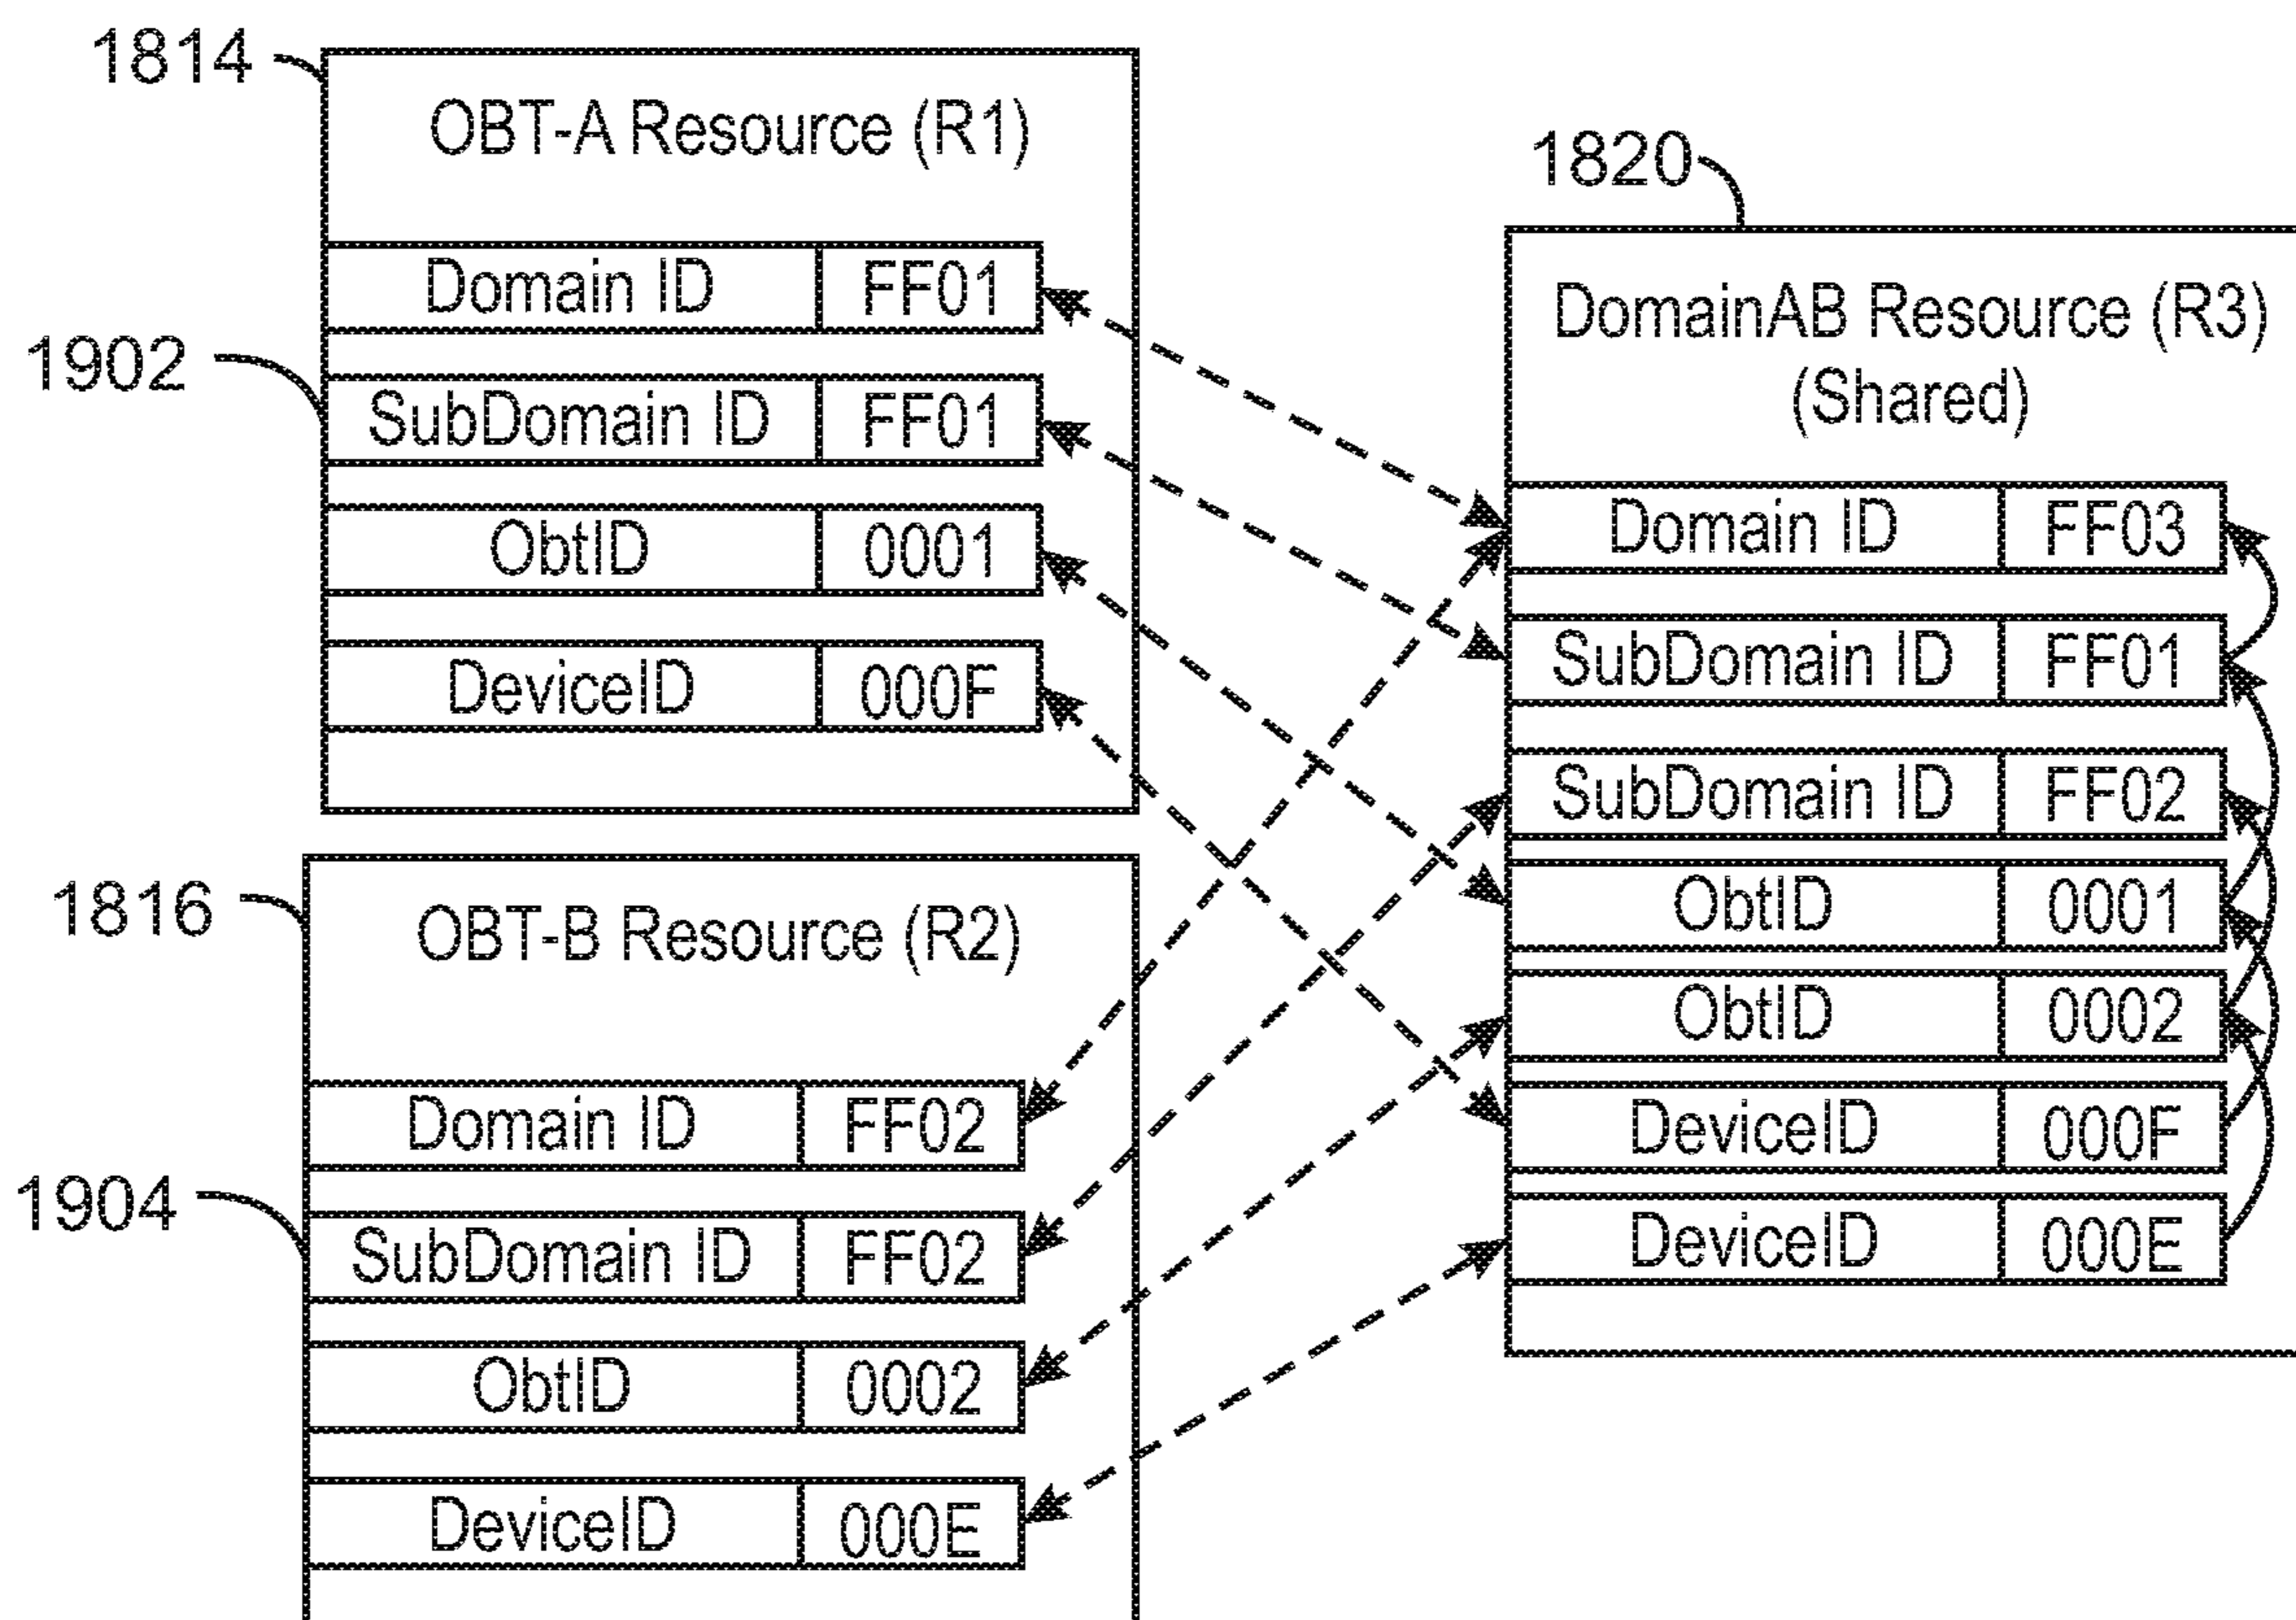 1814
OBT-A Resource (R1)
Domain ID FF01
1902
SubDomain ID FF01
ObtID 0001
DeviceID 000F
1816
OBT-B Resource (R2)
Domain ID FF02
1904
SubDomain ID FF02
ObtID 0002
DeviceID 000E
1820
DomainAB Resource (R3)
(Shared)
Domain ID FF03
SubDomain ID FF01
SubDomain ID FF02
ObtID 0001
ObtID 0002
DeviceID 000F
DeviceID 000E